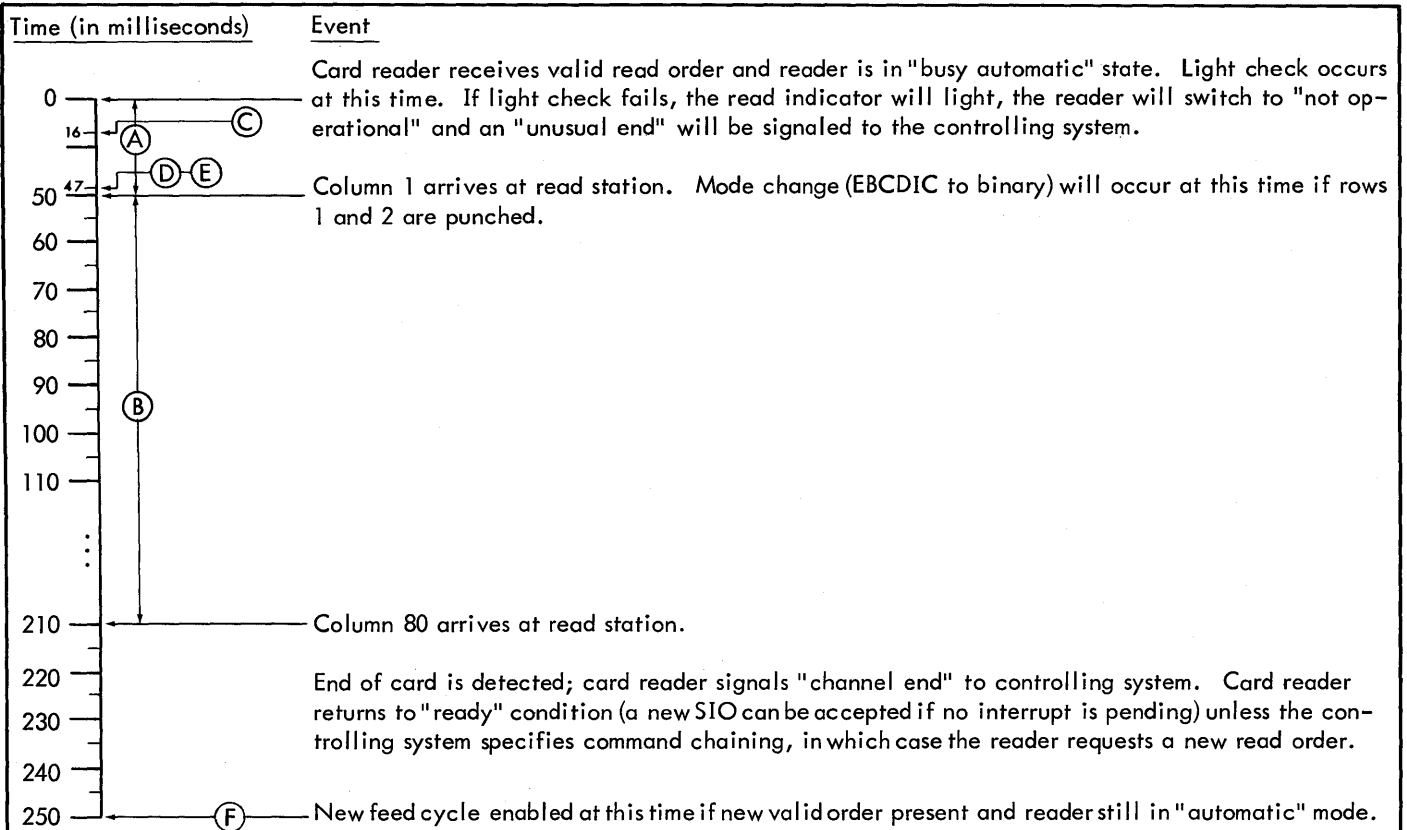 Time (in milliseconds) Event
Card reader receives valid read order and reader is in "busy automatic" state. Light check occurs
0 at this time. If light check fails, the read indicator will light, the reader will switch to "not op-
16 A C erational" and an "unusual end" will be signaled to the controlling system.
D E
47
50 Column 1 arrives at read station. Mode change (EBCDIC to binary) will occur at this time if rows
1 and 2 are punched.
60
70
80
90
B
100
110
⋮
210 Column 80 arrives at read station.
220 End of card is detected; card reader signals "channel end" to controlling system. Card reader
230 returns to "ready" condition (a new SIO can be accepted if no interrupt is pending) unless the con-
trolling system specifies command chaining, in which case the reader requests a new read order.
240
250 F New feed cycle enabled at this time if new valid order present and reader still in "automatic" mode.